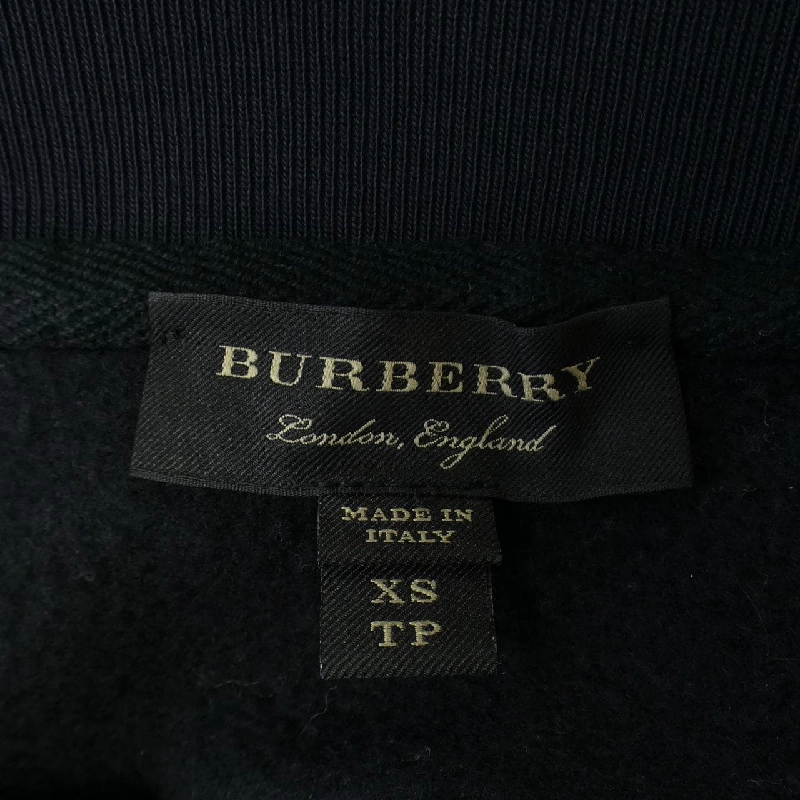 BURBERRY
London, England
MADE IN
ITALY
XS
TP